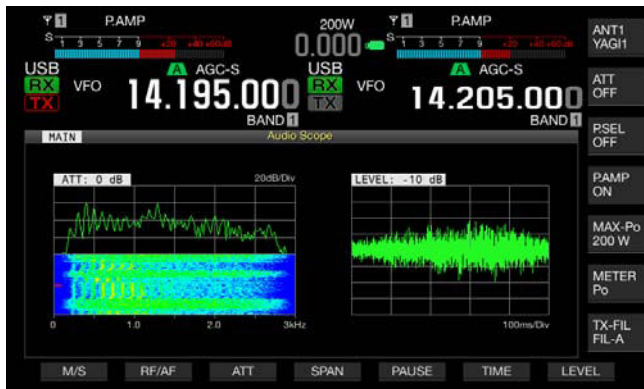 1 P.AMP 200W 1 P.AMP
S 1 3 5 7 9 +20 +40 +60dB 0.000 S 1 3 5 7 9 +20 +40 +60dB
USB A AGC-S USB A AGC-S
RX VFO 14.195.000 RX VFO 14.205.000
TX TX
BAND 1 BAND 1
MAIN Audio Scope
ATT: 0 dB 20dB/Div LEVEL: -10 dB
0 1.0 2.0 3kHz 100ms/Div
M/S RF/AF ATT SPAN PAUSE TIME LEVEL
ANT1
YAGI1
ATT
OFF
P.SEL
OFF
P.AMP
ON
MAX-Po
200 W
METER
Po
TX-FIL
FIL-A